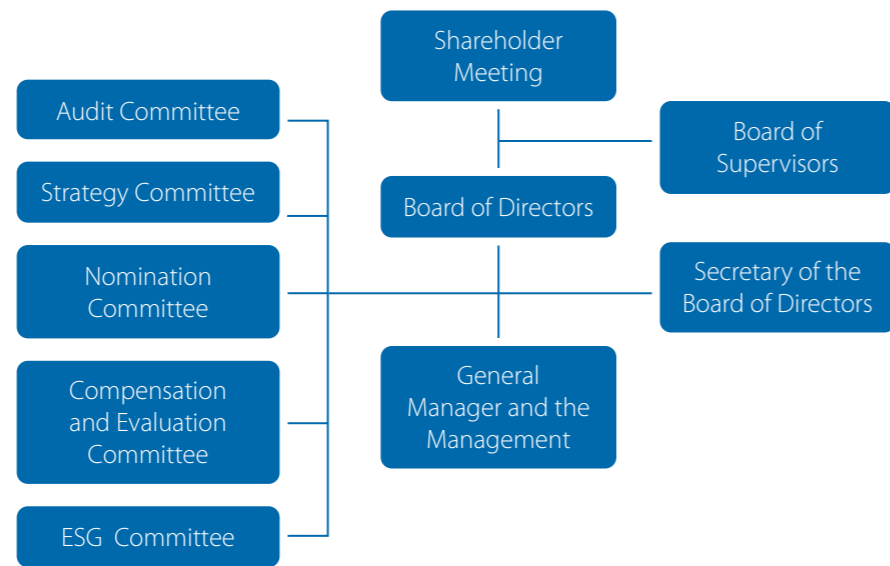 Shareholder
Meeting
Audit Committee
Board of
Supervisors
Strategy Committee
Board of Directors
Nomination
Committee
Secretary of the
Board of Directors
General
Manager and the
Management
Compensation
and Evaluation
Committee
ESG Committee